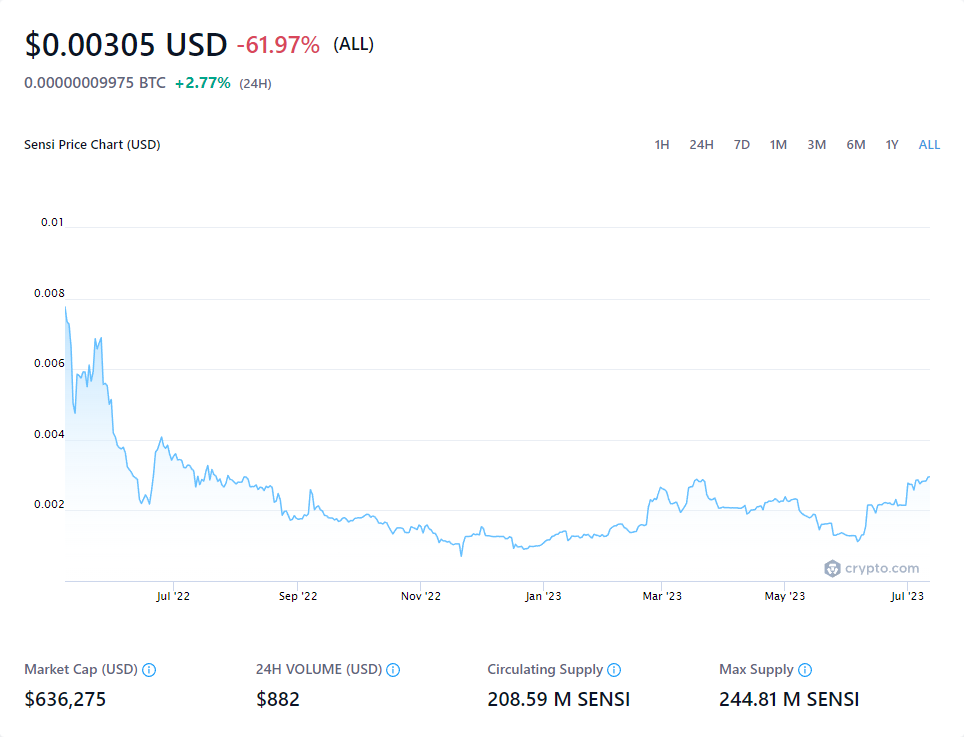 $0.00305 USD -61.97% (ALL)
0.00000009975 BTC +2.77% (24H)
Sensi Price Chart (USD) 1H 24H 7D 1M 3M 6M 1Y ALL
0.01
0.008
0.006
0.004
0.002
crypto.com
Jul '22 Sep '22 Nov '22 Jan '23 Mar '23 May '23 Jul '23
Market Cap (USD) 24H VOLUME (USD) Circulating Supply Max Supply
$636,275 $882 208.59 M SENSI 244.81 M SENSI